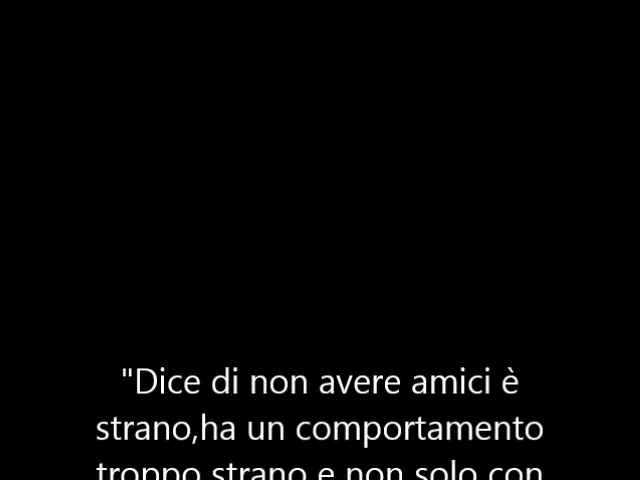 "Dice di non avere amici è
strano,ha un comportamento
troppo strano e non solo con